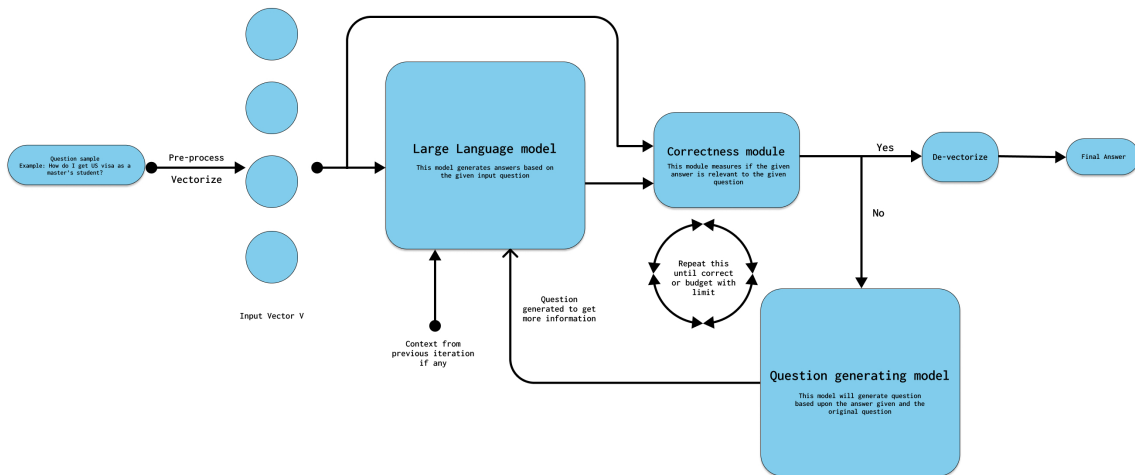 Question sample
Example: How do I get US visa as a
master's student?
Pre-process
Vectorize
Input Vector V
Large Language model
This model generates answers based on
the given input question
Context from
previous iteration
if any
Question
generated to get
more information
Correctness module
This module measures if the given
answer is relevant to the given
question
Repeat this
until correct
or budget with
limit
Yes
No
De-vectorize
Final Answer
Question generating model
This model will generate question
based upon the answer given and the
original question